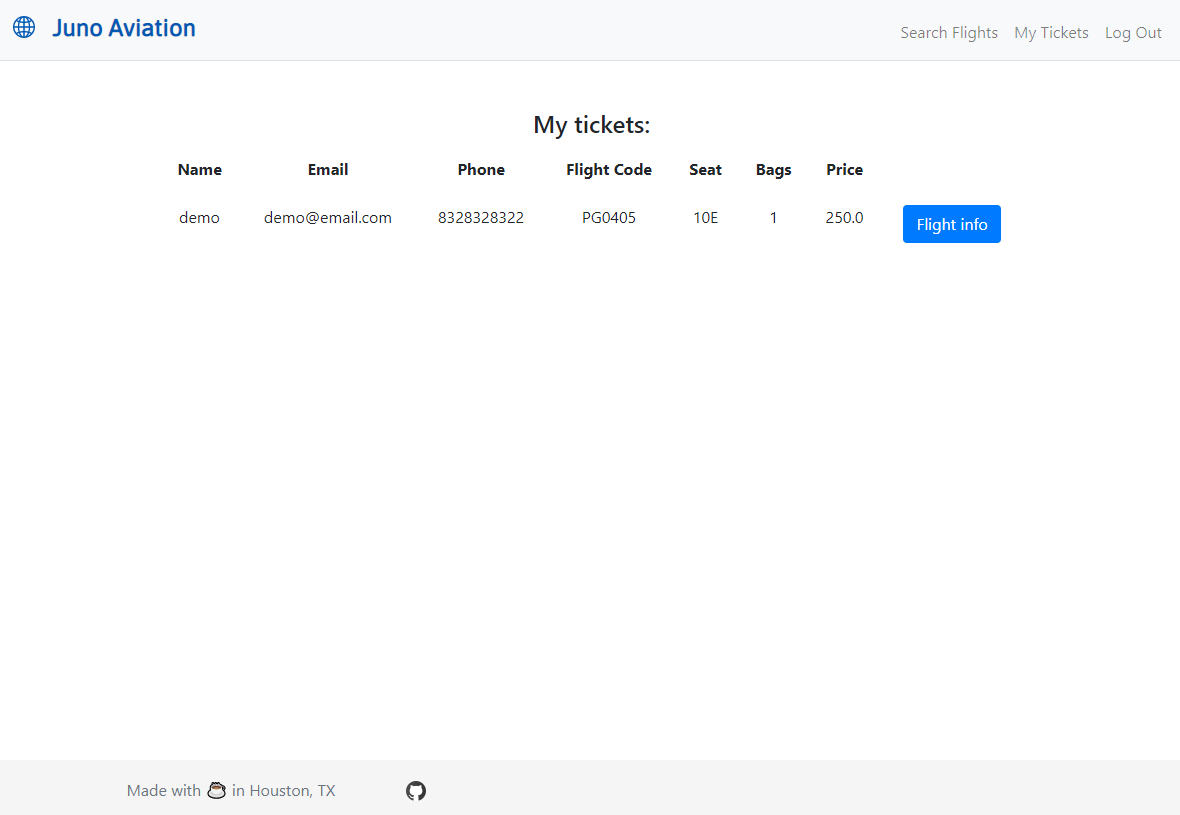 Juno Aviation
Search Flights My Tickets Log Out
My tickets:
Name Email Phone Flight Code Seat Bags Price
demo demo@email.com 8328328322 PG0405 10E 1 250.0 Flight info
Made with ☕ in Houston, TX